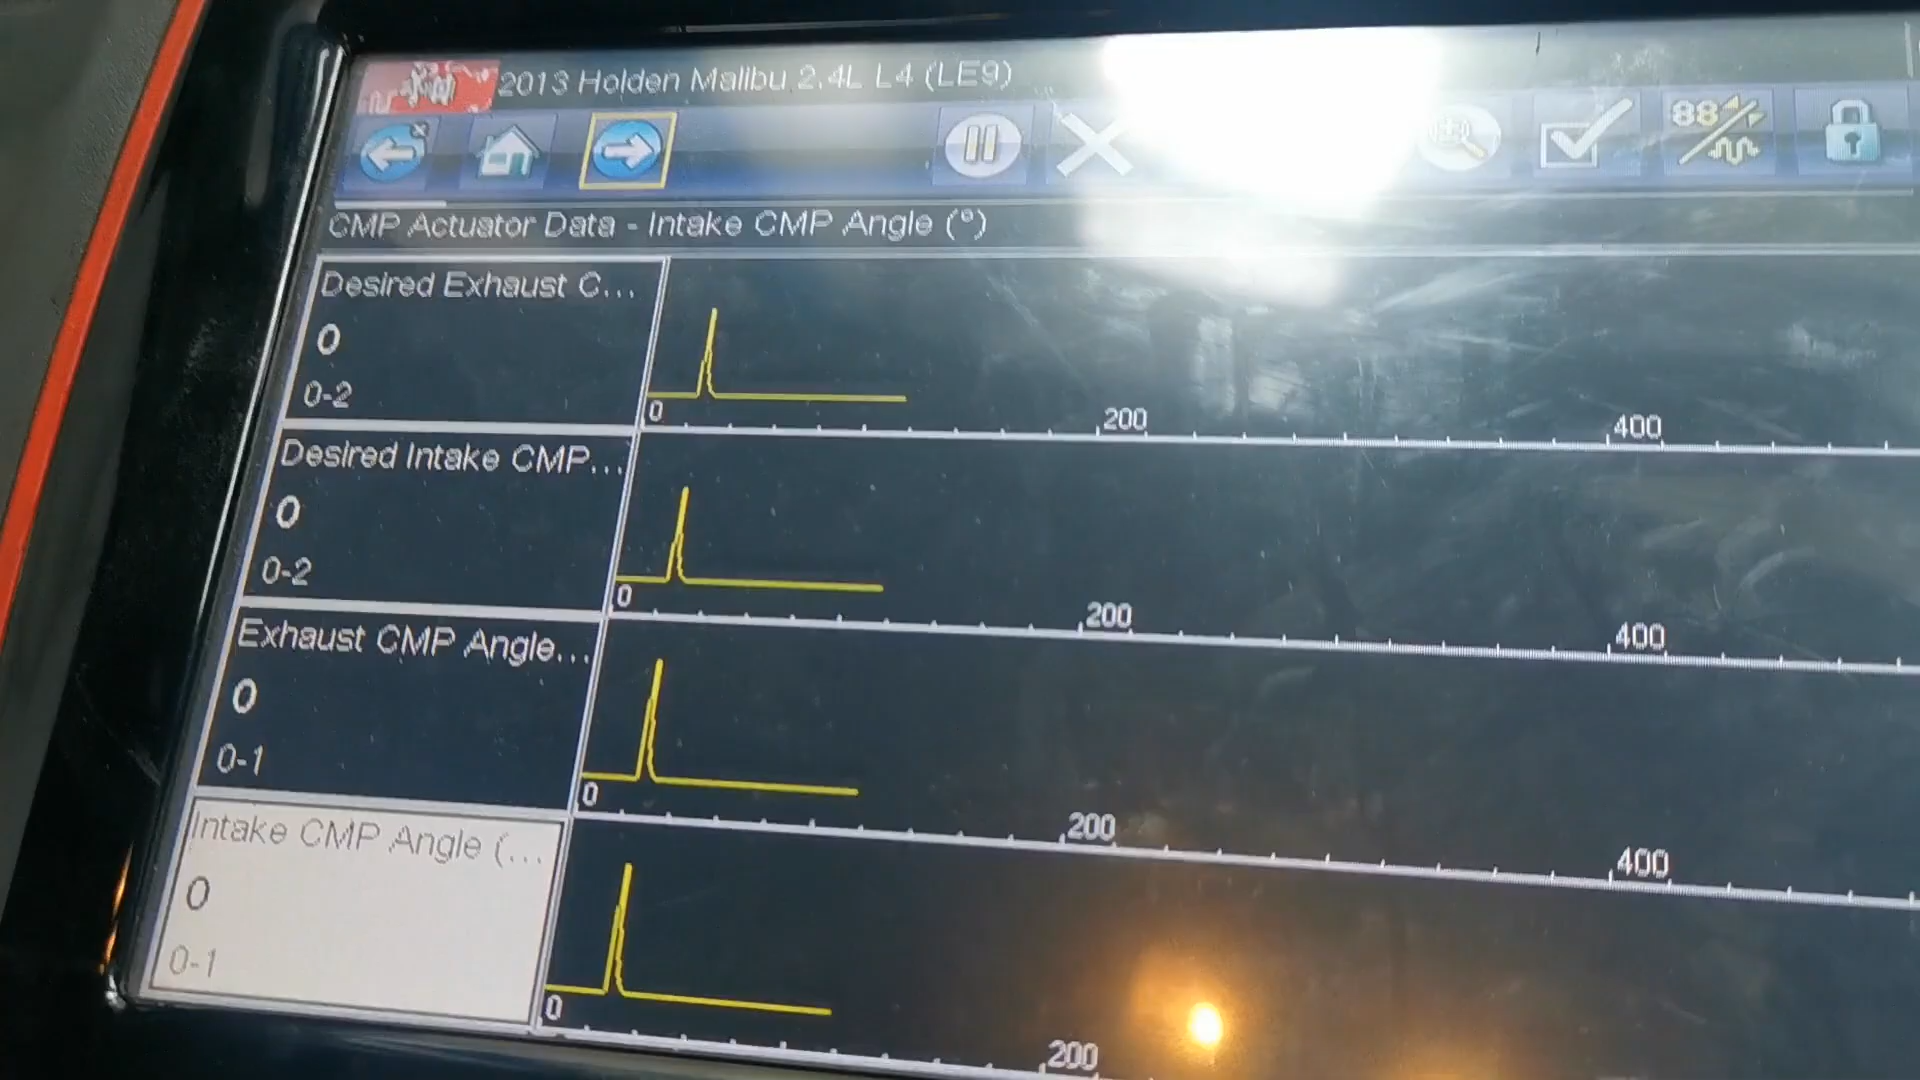 2013 Holden Malibu 2.4L L4 (LE9)
88
CMP Actuator Data - Intake CMP Angle (°)
Desired Exhaust C...
0
0-2
0 200 400
Desired Intake CMP...
0
0-2
0 200 400
Exhaust CMP Angle...
0
0-1
0 200 400
Intake CMP Angle (...
0
0-1
0 200